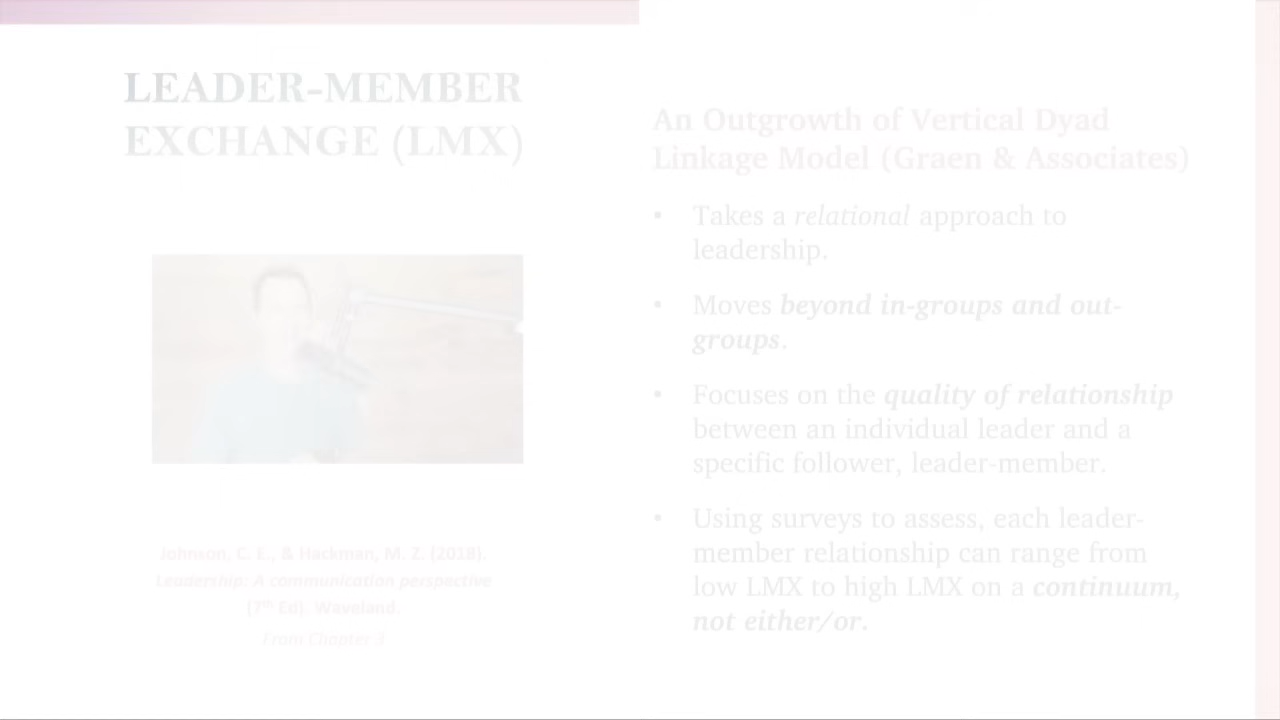 LEADER-MEMBER
EXCHANGE (LMX)
Johnson, C. E., & Hackman, M. Z. (2018).
Leadership: A communication perspective
(7th Ed). Waveland.
From Chapter 3
An Outgrowth of Vertical Dyad
Linkage Model (Graen & Associates)
• Takes a relational approach to
leadership.
• Moves beyond in-groups and out-
groups.
• Focuses on the quality of relationship
between an individual leader and a
specific follower, leader-member.
• Using surveys to assess, each leader-
member relationship can range from
low LMX to high LMX on a continuum,
not either/or.